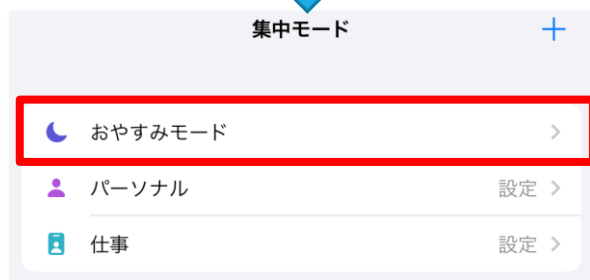 集中モード
おやすみモード
パーソナル 設定
仕事 設定